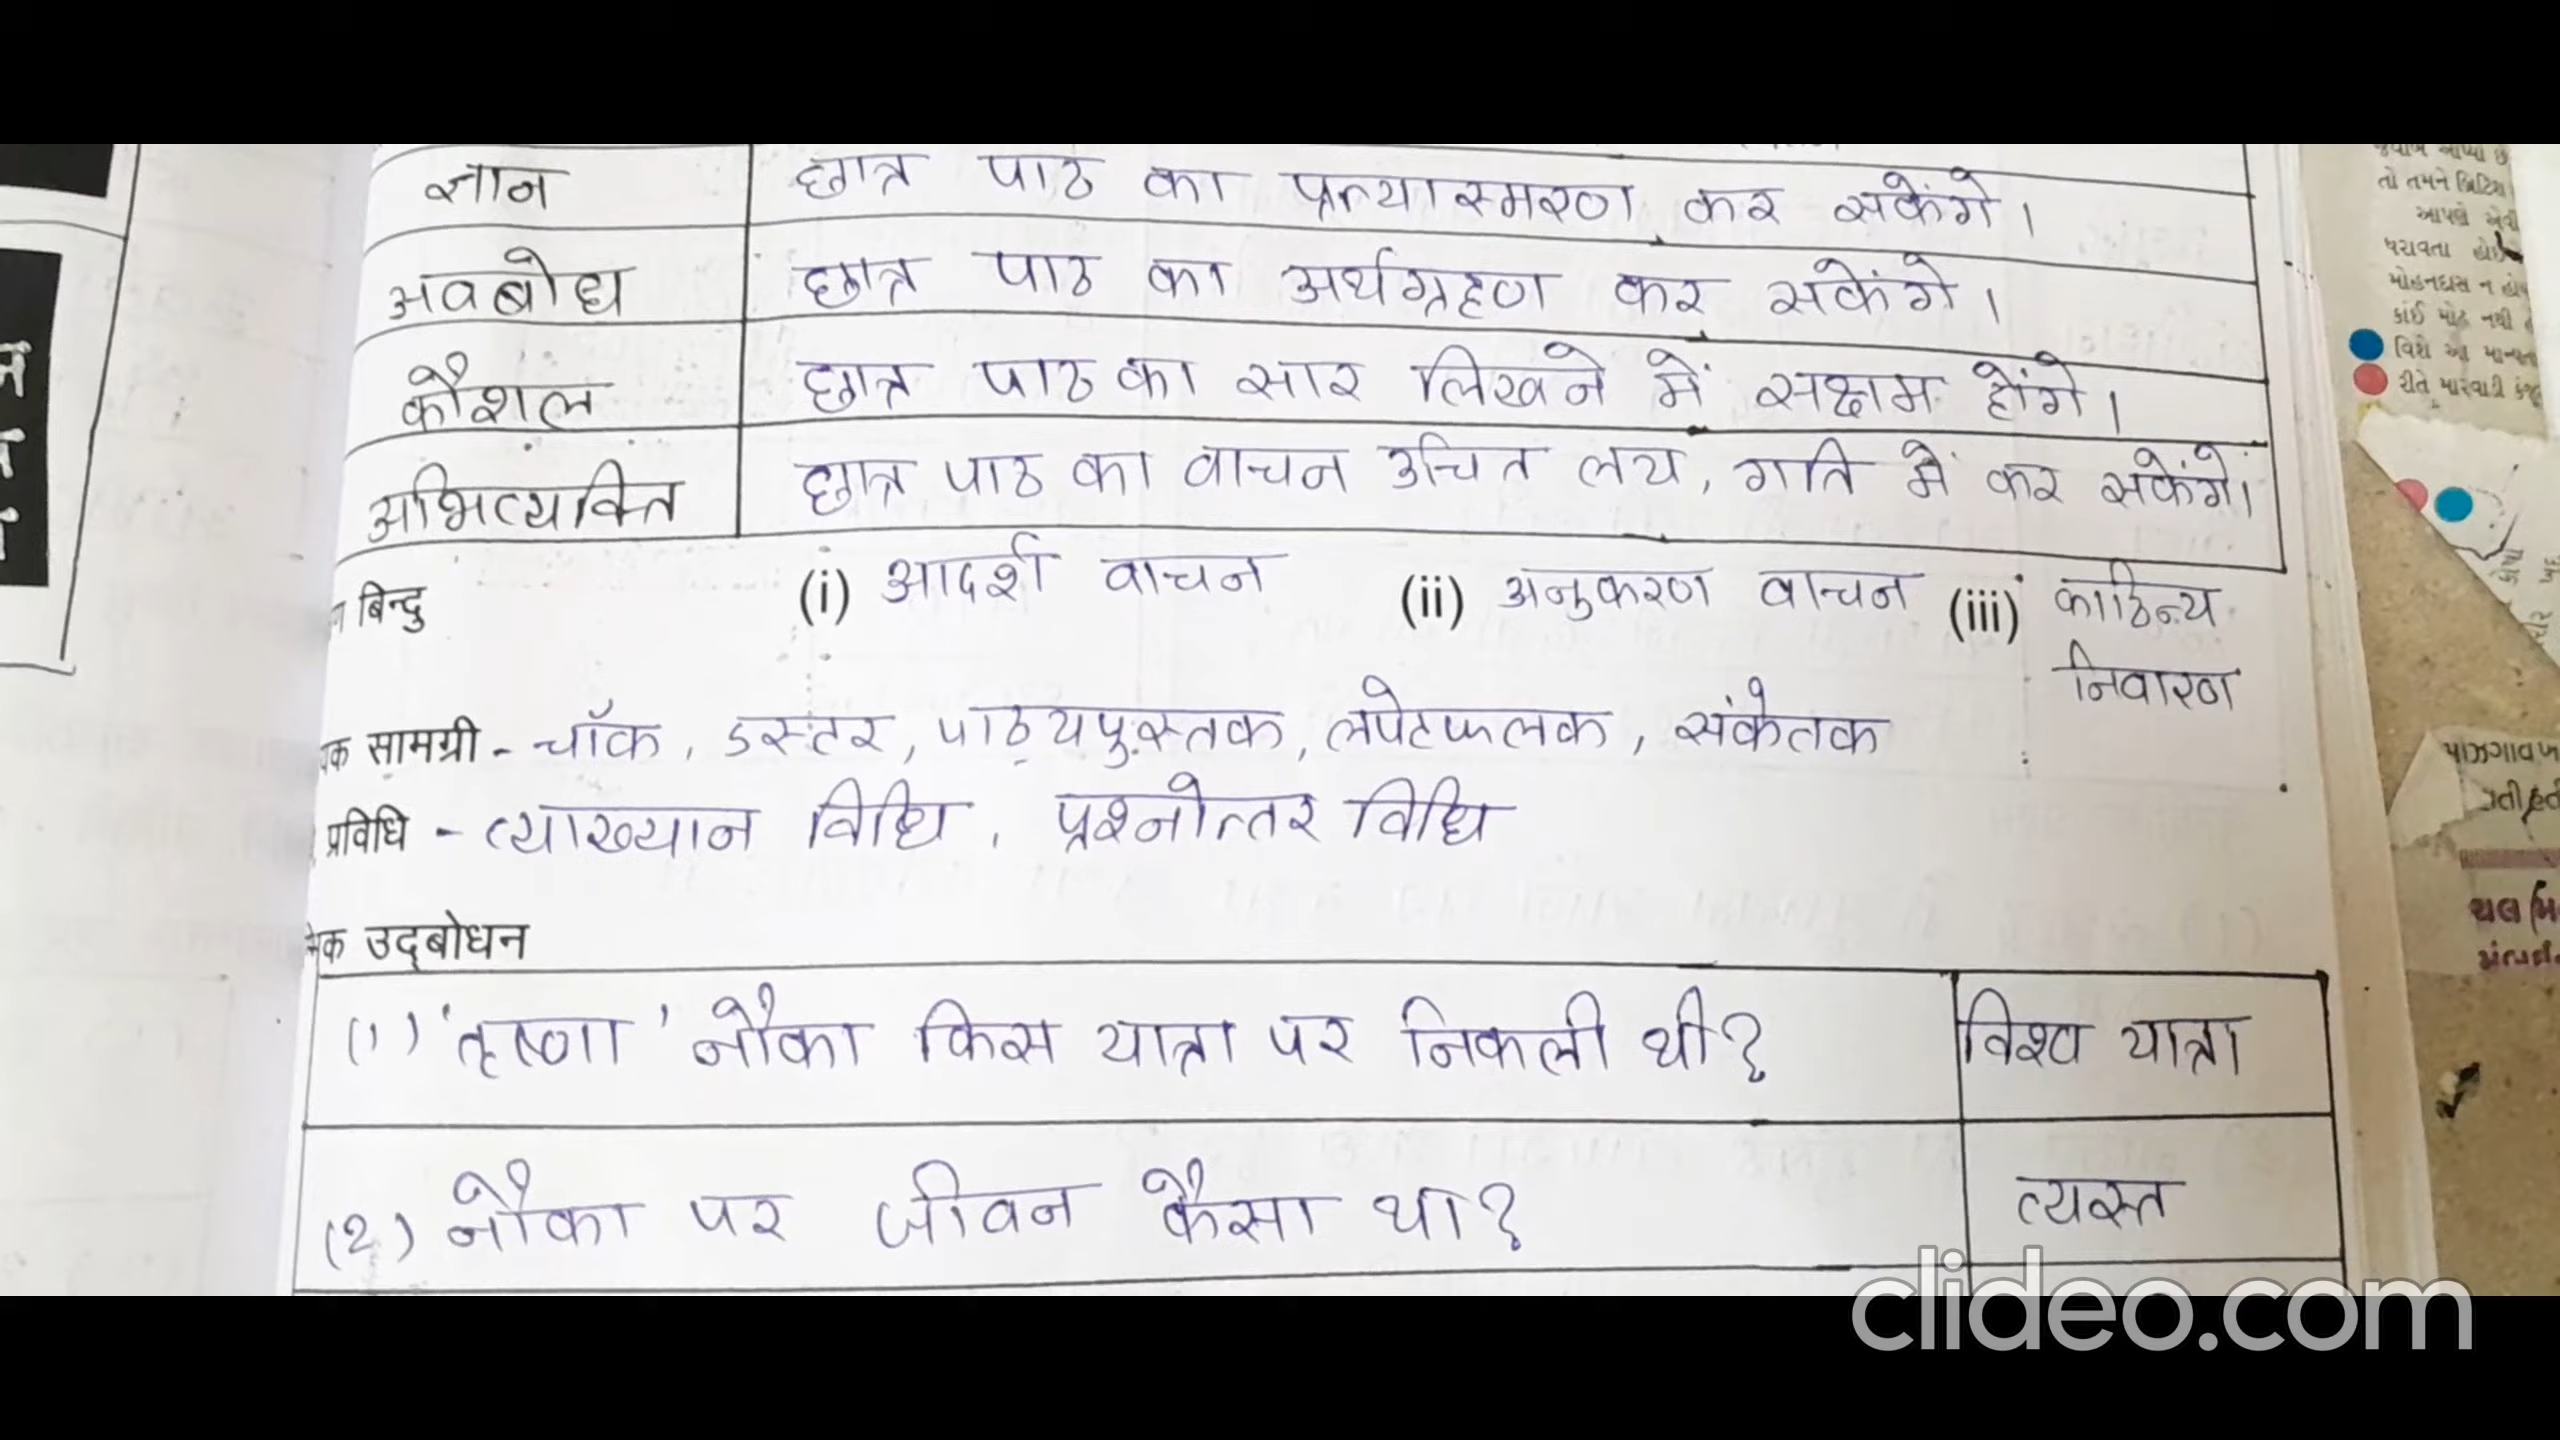 ज्ञान छात्र पाठ का प्रत्यास्मरण कर सकेंगे।
अवबोध छात्र पाठ का अर्थग्रहण कर सकेंगे।
कौशल छात्र पाठ का सार लिखने में सक्षम होंगे।
अभिव्यक्ति छात्र पाठ का वाचन उचित लय, गति में कर सकेंगे।
बिन्दु (i) आदर्श वाचन (ii) अनुकरण वाचन (iii) काठिन्य
निवारण
सामग्री - चॉक, डस्टर, पाठ्यपुस्तक, लपेटफलक, संकेतक
प्रविधि - व्याख्यान विधि, प्रश्नोत्तर विधि
उद्बोधन
(1) 'तृष्णा' नौका किस यात्रा पर निकली थी? विश्व यात्रा
(2) नौका पर जीवन कैसा था? व्यस्त
clideo.com